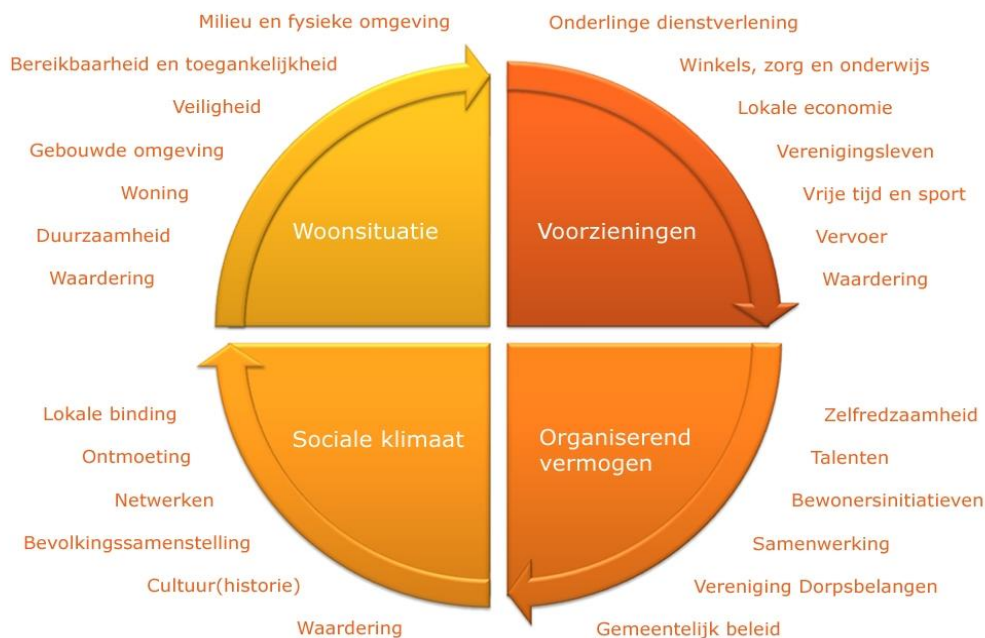 Milieu en fysieke omgeving
Bereikbaarheid en toegankelijkheid
Veiligheid
Gebouwde omgeving
Woning
Duurzaamheid
Waardering
Woonsituatie
Onderlinge dienstverlening
Winkels, zorg en onderwijs
Lokale economie
Verenigingsleven
Vrije tijd en sport
Vervoer
Waardering
Voorzieningen
Lokale binding
Ontmoeting
Netwerken
Bevolkingssamenstelling
Cultuur(historie)
Waardering
Sociale klimaat
Organiserend
vermogen
Zelfredzaamheid
Talenten
Bewonersinitiatieven
Samenwerking
Vereniging Dorpsbelangen
Gemeentelijk beleid